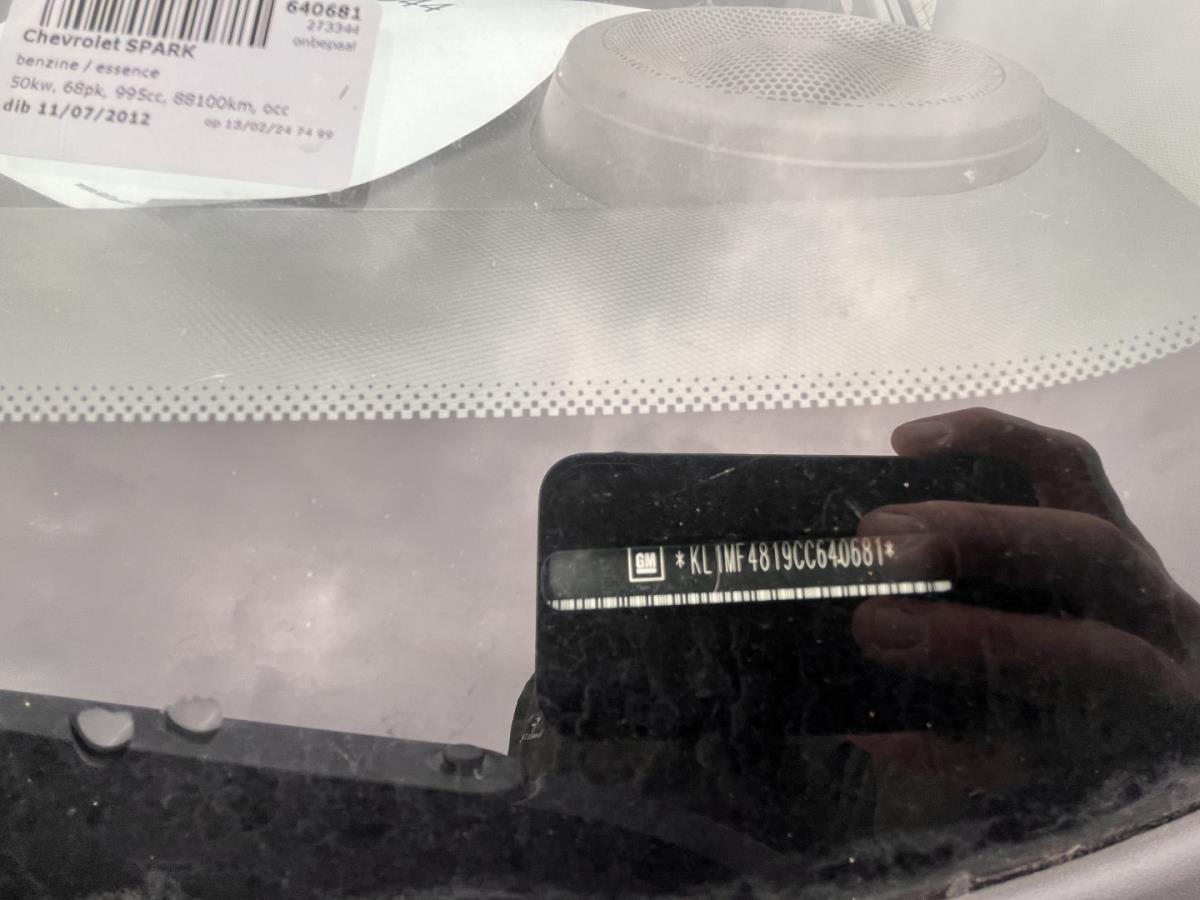 640681
273344
Chevrolet SPARK
onbepaal
benzine / essence
50kw, 68pk, 995cc, 88100km, occ
dib 11/07/2012
op 13/02/24 74 99
GM *KL1MF4819CC640681*